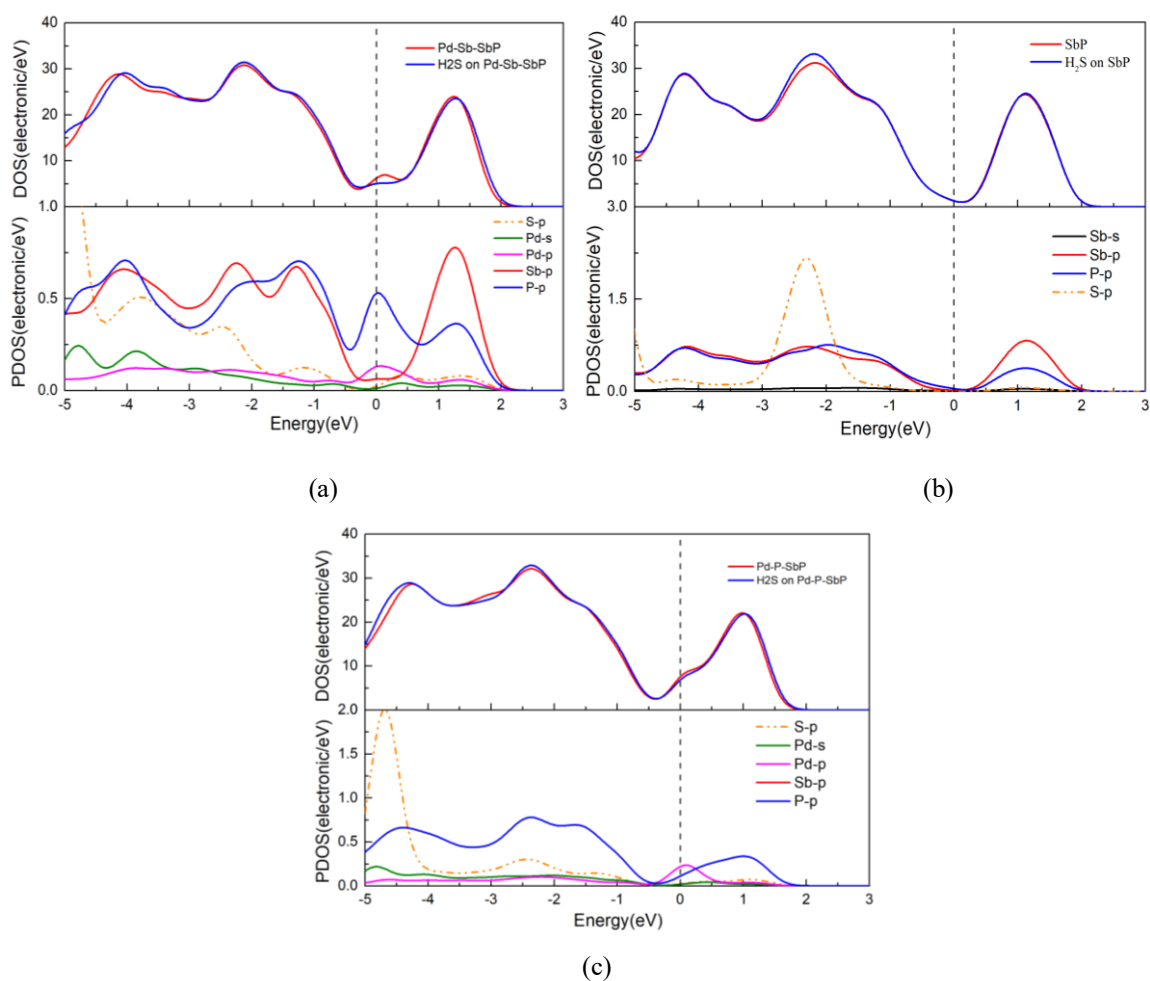 40
30
20
10
1.0
0.5
0.0
DOS(electronic/eV)
PDOS(electronic/eV)
Pd-Sb-SbP
H2S on Pd-Sb-SbP
S-p
Pd-s
Pd-p
Sb-p
P-p
-5 -4 -3 -2 -1 0 1 2 3
Energy(eV)
(a)
40
30
20
10
3.0
1.5
0.0
DOS(electronic/eV)
PDOS(electronic/eV)
SbP
H₂S on SbP
Sb-s
Sb-p
P-p
S-p
-5 -4 -3 -2 -1 0 1 2 3
Energy(eV)
(b)
40
30
20
10
2.0
1.5
1.0
0.5
0.0
DOS(electronic/eV)
PDOS(electronic/eV)
Pd-P-SbP
H2S on Pd-P-SbP
S-p
Pd-s
Pd-p
Sb-p
P-p
-5 -4 -3 -2 -1 0 1 2 3
Energy(eV)
(c)